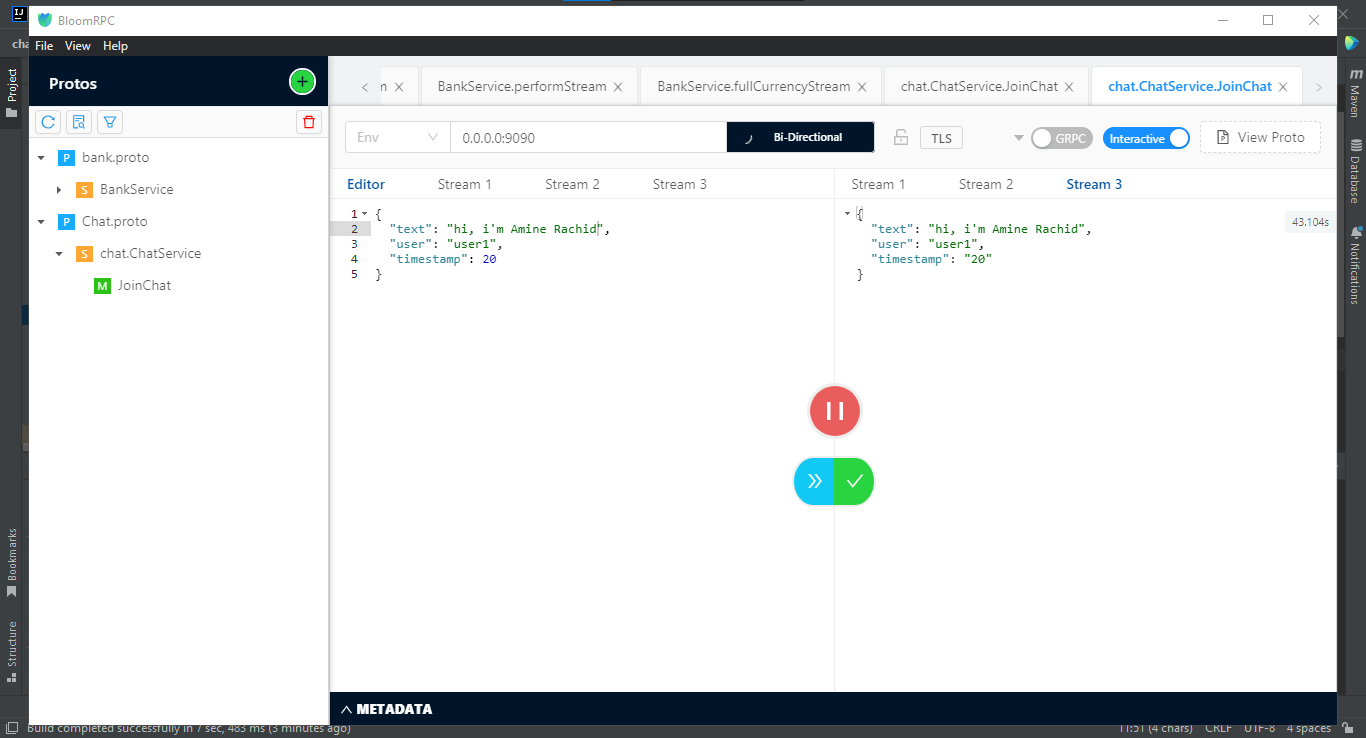 BloomRPC
File View Help
cha
Protos
n
BankService.performStream
BankService.fullCurrencyStream
chat.ChatService.JoinChat
chat.ChatService.JoinChat
Env
0.0.0.0:9090
Bi-Directional
TLS
GRPC
Interactive
View Proto
P bank.proto
S BankService
P Chat.proto
S chat.ChatService
M JoinChat
Editor Stream 1 Stream 2 Stream 3
1 {
2 "text": "hi, i'm Amine Rachid",
3 "user": "user1",
4 "timestamp": 20
5 }
Stream 1 Stream 2 Stream 3
{
"text": "hi, i'm Amine Rachid",
"user": "user1",
"timestamp": "20"
}
43.104s
METADATA
Project
Bookmarks
Structure
m Maven
Database
Notifications
Build completed successfully in 7 sec, 483 ms (3 minutes ago)
11:51 (4 chars) CRLF UTF-8 4 spaces